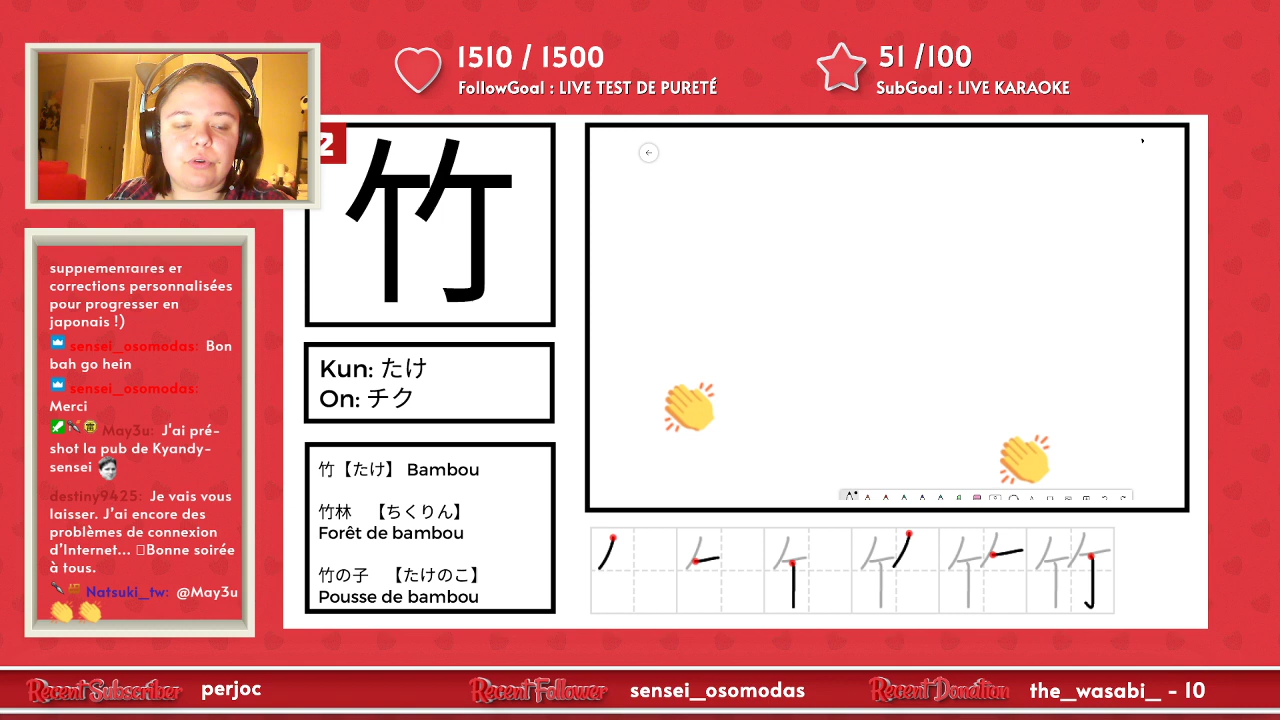 1510 / 1500
FollowGoal : LIVE TEST DE PURETÉ
51 /100
SubGoal : LIVE KARAOKE
2
竹
Kun: たけ
On: チク
竹【たけ】 Bambou
竹林 【ちくりん】
Forêt de bambou
竹の子 【たけのこ】
Pousse de bambou
supplémentaires et
corrections personnalisées
pour progresser en
japonais !)
sensei_osomodas: Bon
bah go hein
sensei_osomodas:
Merci
May3u: J'ai pré-
shot la pub de Kyandy-
sensei
destiny9425: Je vais vous
laisser. J'ai encore des
problèmes de connexion
d'Internet... Bonne soirée
à tous.
Natsuki_tw: @May3u
Recent Subscriber perjoc
Recent Follower sensei_osomodas
Recent Donation the_wasabi_ - 10